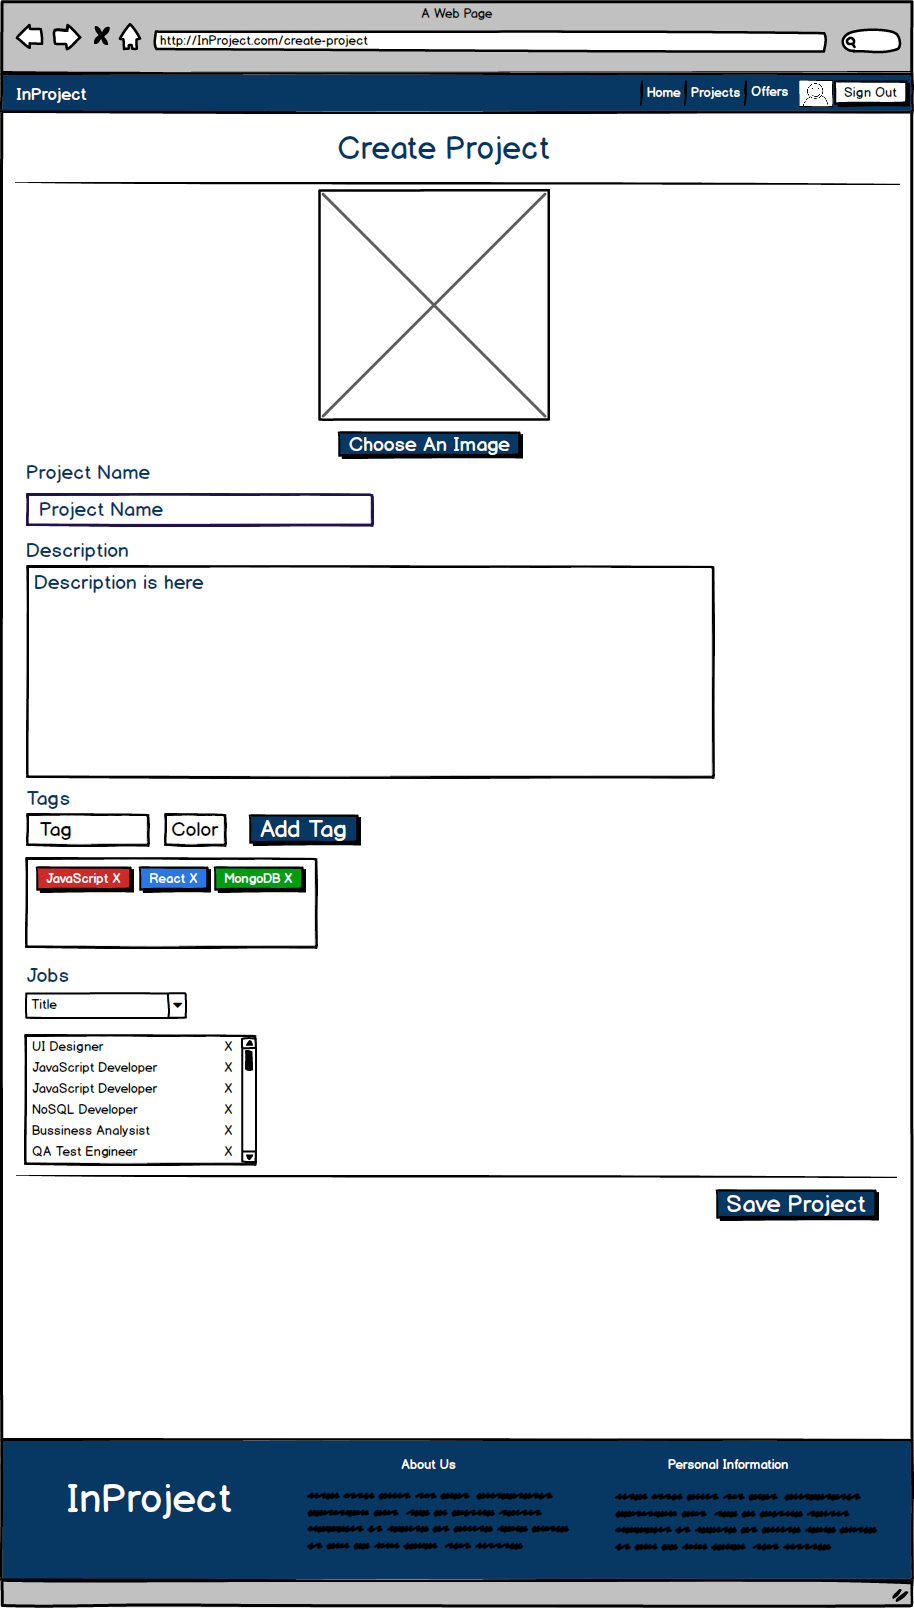 A Web Page
http://InProject.com/create-project
InProject Home Projects Offers Sign Out
Create Project
Choose An Image
Project Name
Project Name
Description
Description is here
Tags
Tag Color Add Tag
JavaScript X React X MongoDB X
Jobs
Title
UI Designer X
JavaScript Developer X
JavaScript Developer X
NoSQL Developer X
Bussiness Analysist X
QA Test Engineer X
Save Project
About Us Personal Information
InProject